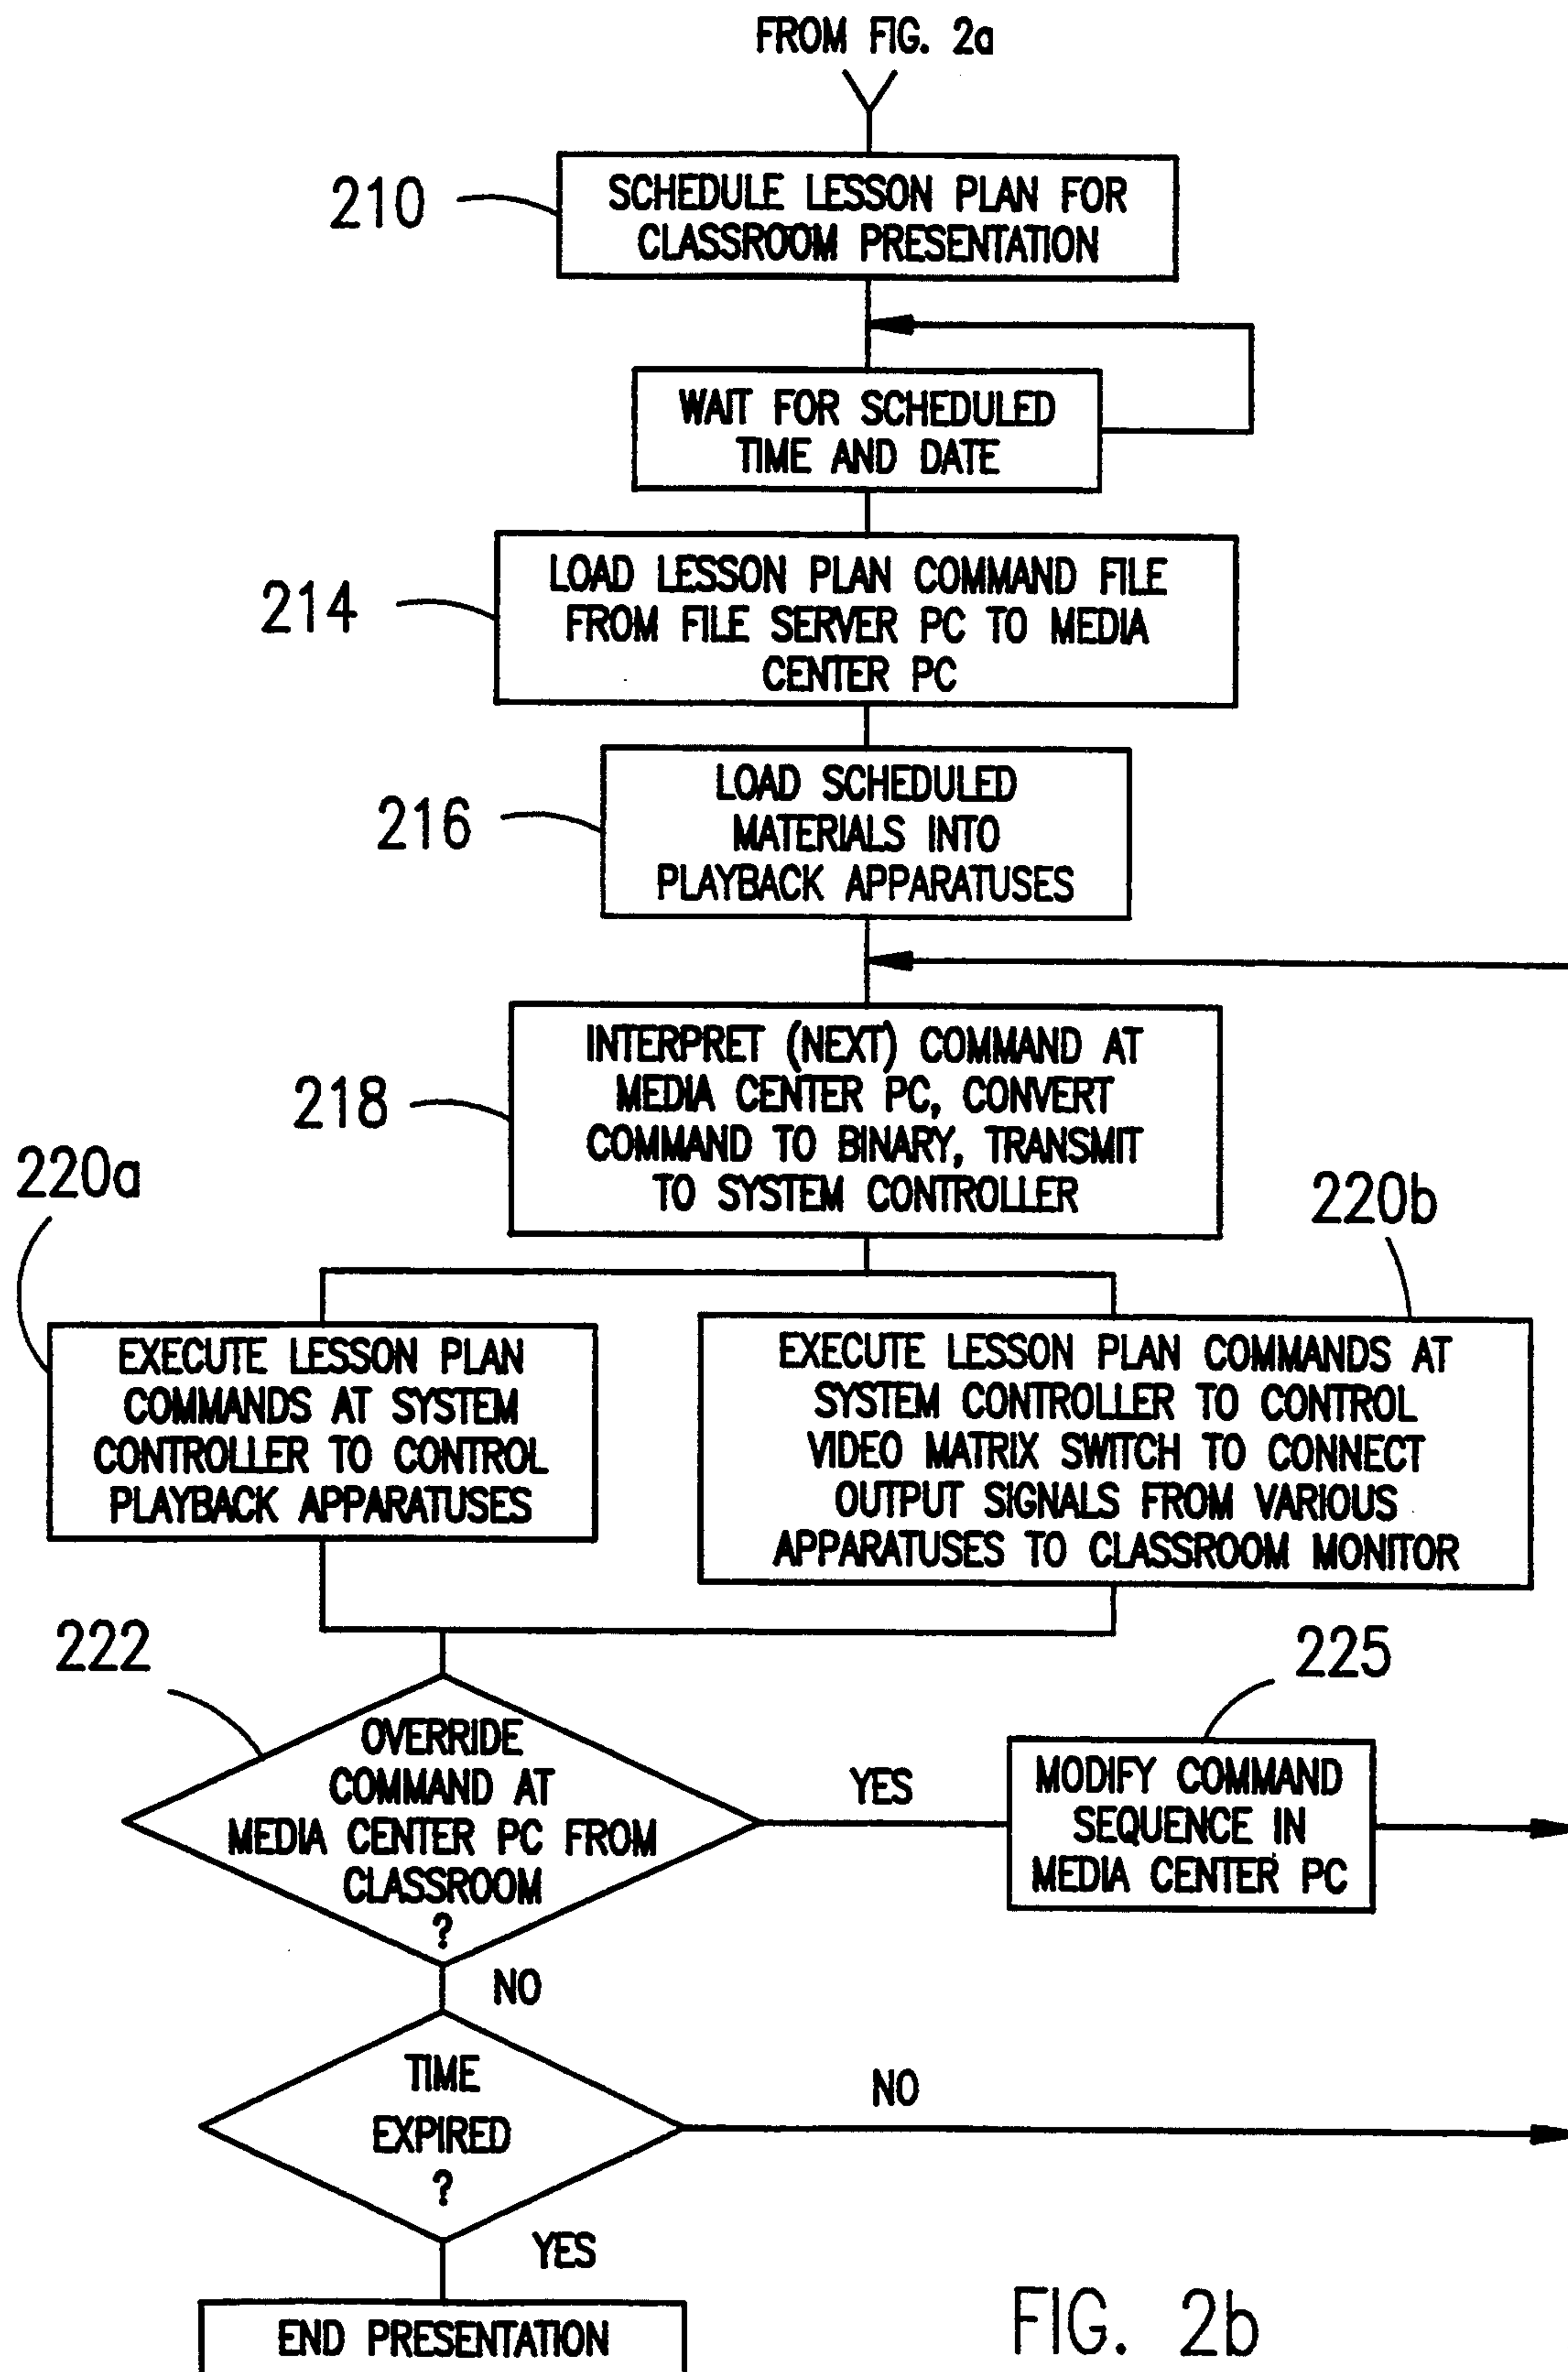 FROM FIG. 2a
210
SCHEDULE LESSON PLAN FOR
CLASSROOM PRESENTATION
WAIT FOR SCHEDULED
TIME AND DATE
214
LOAD LESSON PLAN COMMAND FILE
FROM FILE SERVER PC TO MEDIA
CENTER PC
216
LOAD SCHEDULED
MATERIALS INTO
PLAYBACK APPARATUSES
218
INTERPRET (NEXT) COMMAND AT
MEDIA CENTER PC, CONVERT
COMMAND TO BINARY, TRANSMIT
TO SYSTEM CONTROLLER
220a
EXECUTE LESSON PLAN
COMMANDS AT SYSTEM
CONTROLLER TO CONTROL
PLAYBACK APPARATUSES
220b
EXECUTE LESSON PLAN COMMANDS AT
SYSTEM CONTROLLER TO CONTROL
VIDEO MATRIX SWITCH TO CONNECT
OUTPUT SIGNALS FROM VARIOUS
APPARATUSES TO CLASSROOM MONITOR
222
OVERRIDE
COMMAND AT
MEDIA CENTER PC FROM
CLASSROOM
?
YES
225
MODIFY COMMAND
SEQUENCE IN
MEDIA CENTER PC
NO
TIME
EXPIRED
?
NO
YES
END PRESENTATION
FIG. 2b